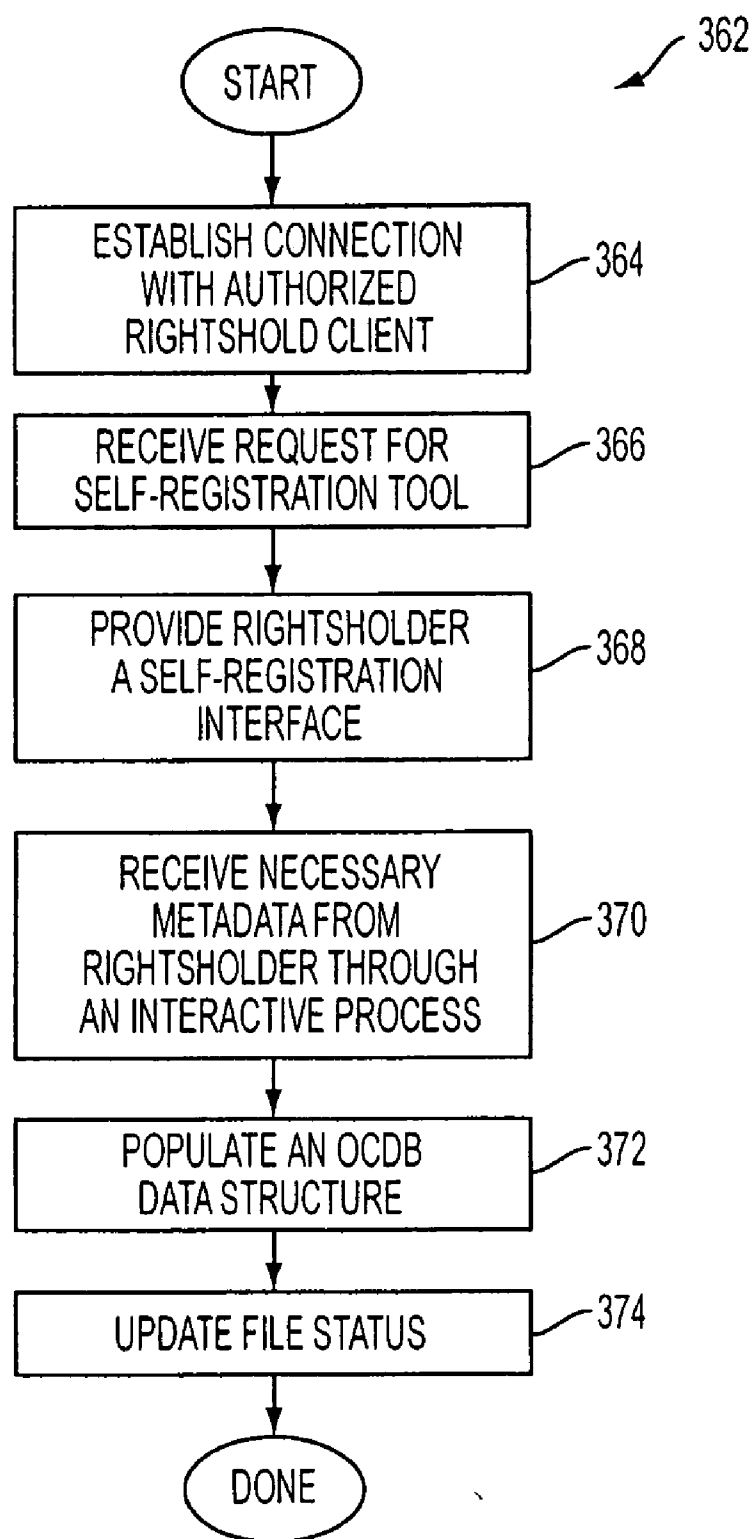 362
START
ESTABLISH CONNECTION
WITH AUTHORIZED
RIGHTSHOLD CLIENT
364
RECEIVE REQUEST FOR
SELF-REGISTRATION TOOL
366
PROVIDE RIGHTSHOLDER
A SELF-REGISTRATION
INTERFACE
368
RECEIVE NECESSARY
METADATA FROM
RIGHTSHOLDER THROUGH
AN INTERACTIVE PROCESS
370
POPULATE AN OCDB
DATA STRUCTURE
372
UPDATE FILE STATUS
374
DONE